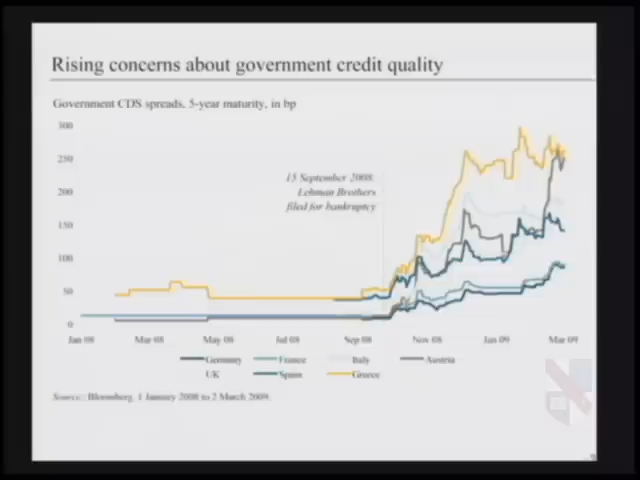 Rising concerns about government credit quality
Government CDS spreads, 5-year maturity, in bp
300
250
200
150
100
50
0
15 September 2008:
Lehman Brothers
filed for bankruptcy
Jan 08 Mar 08 May 08 Jul 08 Sep 08 Nov 08 Jan 09 Mar 09
Germany France Italy Austria
UK Spain Greece
Source: Bloomberg. 1 January 2008 to 2 March 2009.